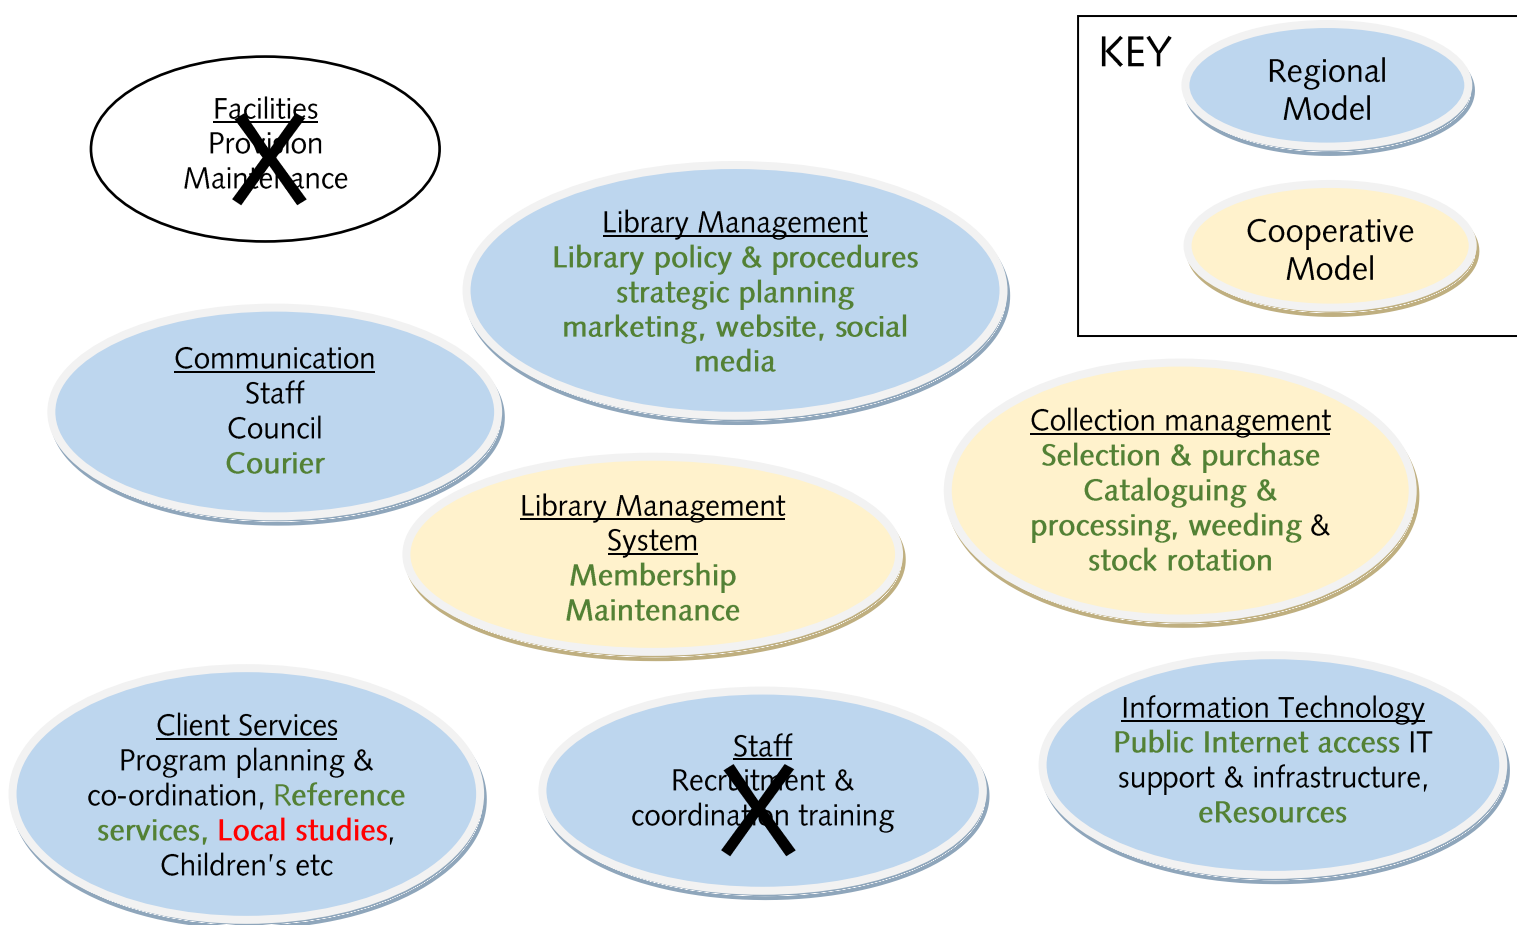 KEY
Regional
Model
Cooperative
Model
Facilities
Provision
Maintenance
Library Management
Library policy & procedures
strategic planning
marketing, website, social
media
Communication
Staff
Council
Courier
Collection management
Selection & purchase
Cataloguing &
processing, weeding &
stock rotation
Library Management
System
Membership
Maintenance
Client Services
Program planning &
co-ordination, Reference
services, Local studies,
Children's etc
Staff
Recruitment &
coordination training
Information Technology
Public Internet access IT
support & infrastructure,
eResources